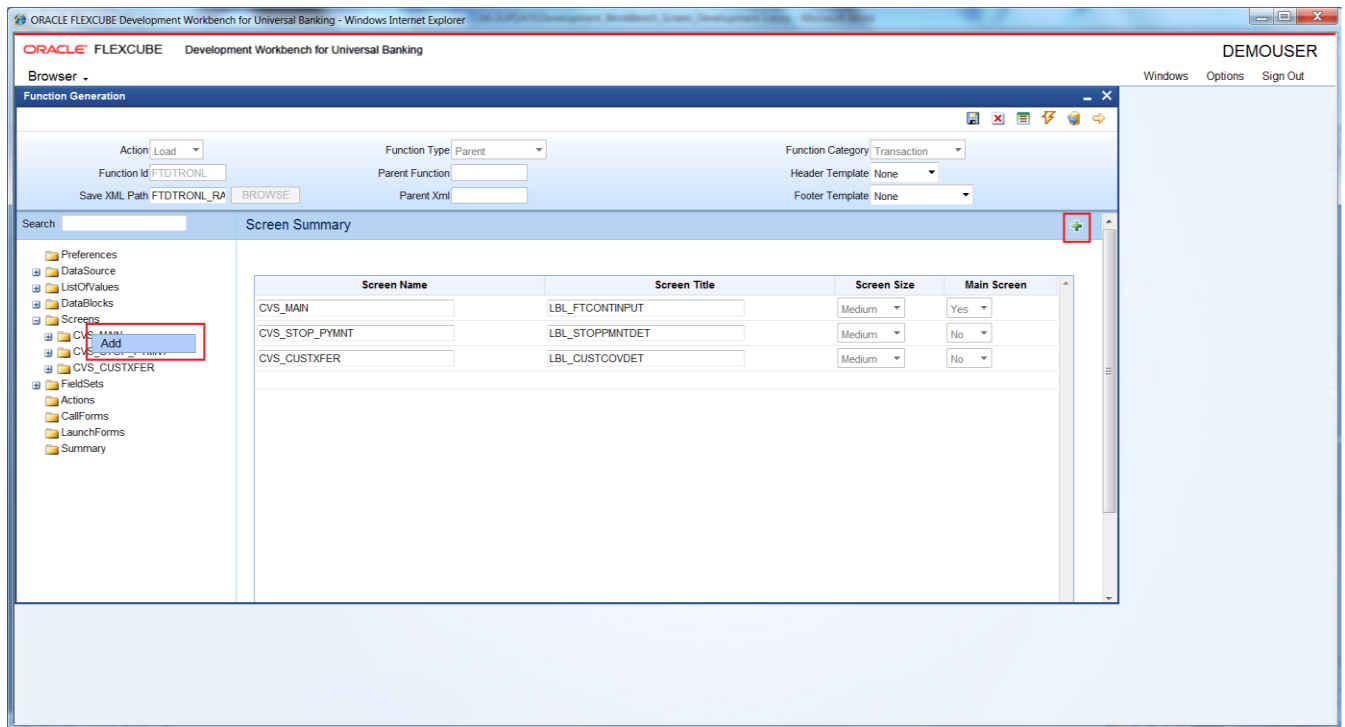 ORACLE FLEXCUBE Development Workbench for Universal Banking - Windows Internet Explorer
ORACLE' FLEXCUBE Development Workbench for Universal Banking DEMOUSER
Browser Windows Options Sign Out
Function Generation
Action Load Function Type Parent Function Category Transaction
Function Id FTDTRONL Parent Function Header Template None
Save XML Path FTDTRONL_RA BROWSE Parent Xml Footer Template None
Search Screen Summary
Preferences
DataSource
ListOfValues
DataBlocks
Screens
CVS_MAIN
Add
CVS_STOP_PYMNT
CVS_CUSTXFER
FieldSets
Actions
CallForms
LaunchForms
Summary
Screen Name Screen Title Screen Size Main Screen
CVS_MAIN LBL_FTCONTINPUT Medium Yes
CVS_STOP_PYMNT LBL_STOPPMNTDET Medium No
CVS_CUSTXFER LBL_CUSTCOVDET Medium No